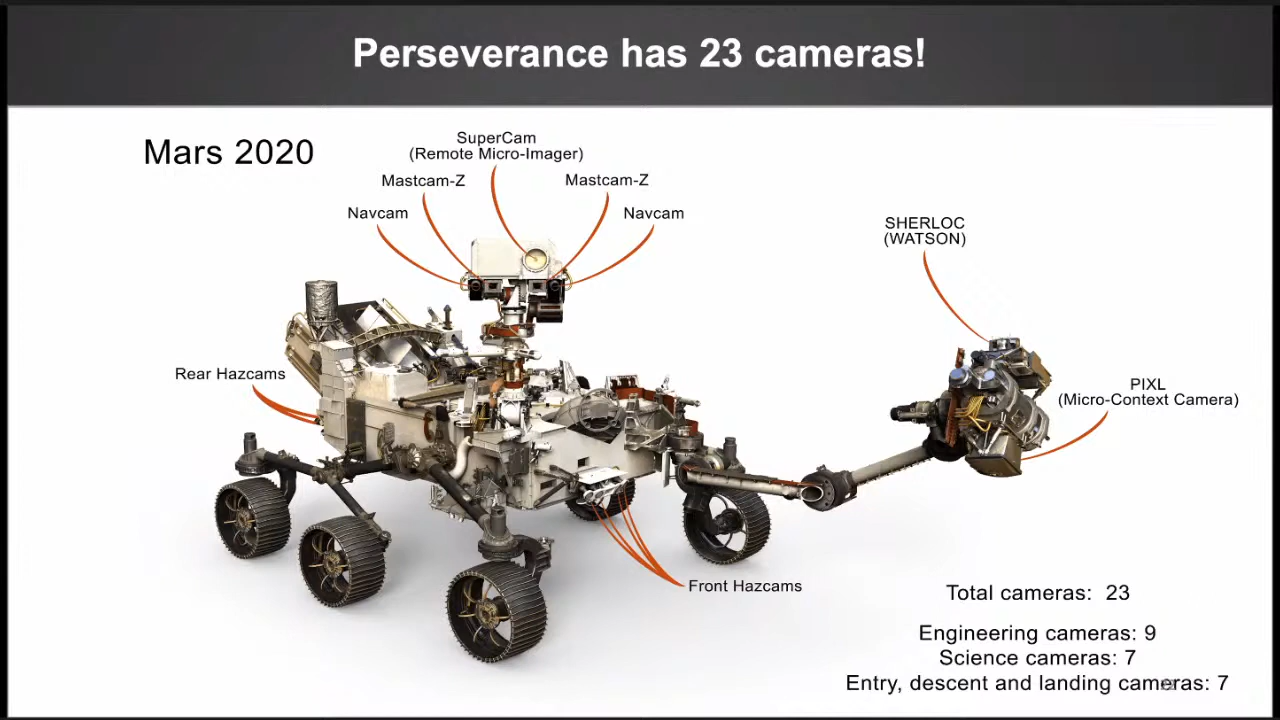 Perseverance has 23 cameras!
Mars 2020
SuperCam
(Remote Micro-Imager)
Mastcam-Z
Mastcam-Z
Navcam
Navcam
SHERLOC
(WATSON)
Rear Hazcams
PIXL
(Micro-Context Camera)
Front Hazcams
Total cameras: 23
Engineering cameras: 9
Science cameras: 7
Entry, descent and landing cameras: 7